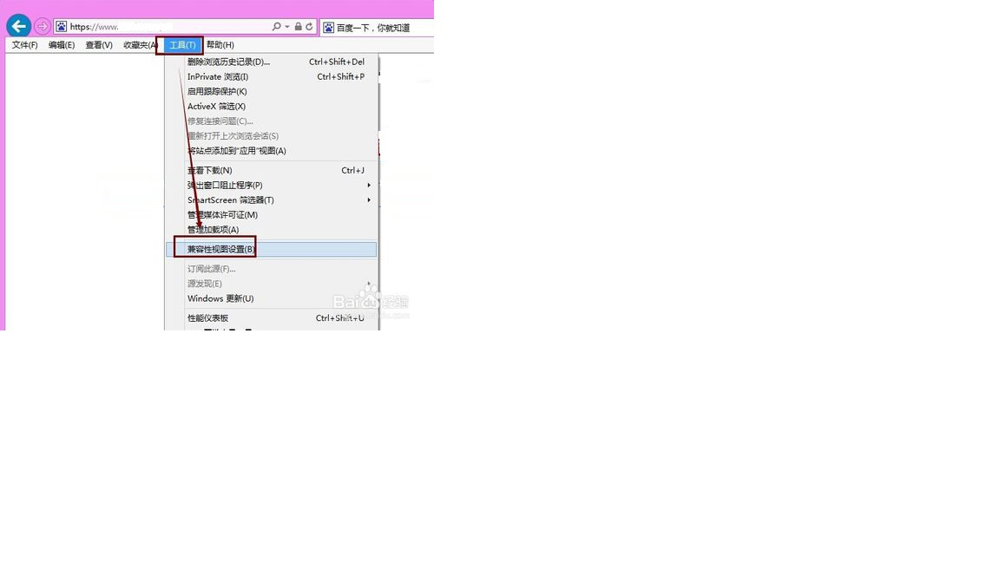 https://www.
百度一下，你就知道
文件(F) 编辑(E) 查看(V) 收藏夹(A 工具(T) 帮助(H)
删除浏览历史记录(D)... Ctrl+Shift+Del
InPrivate 浏览(I) Ctrl+Shift+P
启用跟踪保护(K)
ActiveX 筛选(X)
修复连接问题(C)...
重新打开上次浏览会话(S)
将站点添加到“应用”视图(A)
查看下载(N) Ctrl+J
弹出窗口阻止程序(P)
SmartScreen 筛选器(T)
管理媒体许可证(M)
管理加载项(A)
兼容性视图设置(B)
订阅此源(F)...
源发现(E)
Windows 更新(U)
Baidu 经验
性能仪表板 Ctrl+Shift+U